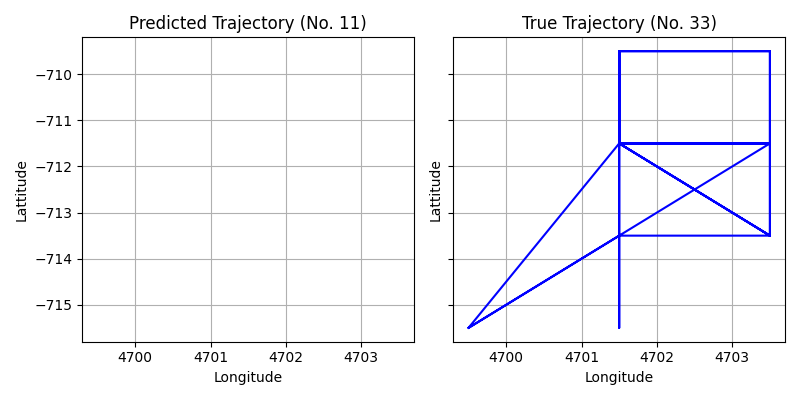 Predicted Trajectory (No. 11)
True Trajectory (No. 33)
−710
−711
−712
−713
−714
−715
Lattitude
Lattitude
4700 4701 4702 4703
4700 4701 4702 4703
Longitude
Longitude